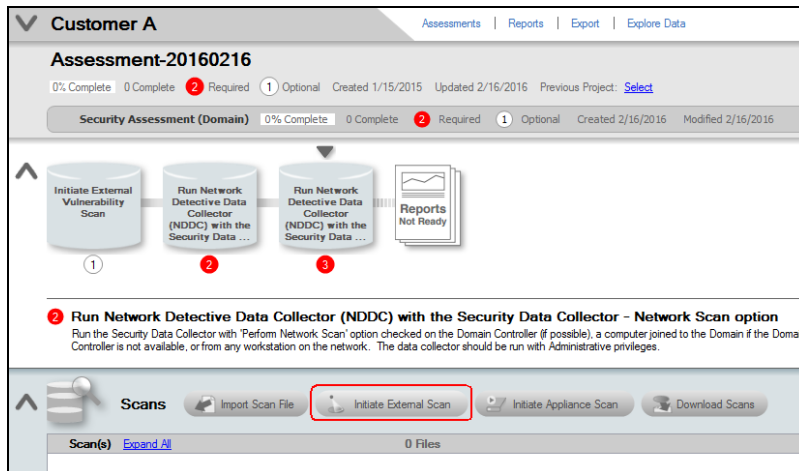 Customer A
Assessments | Reports | Export | Explore Data
Assessment-20160216
0% Complete 0 Complete 2 Required 1 Optional Created 1/15/2015 Updated 2/16/2016 Previous Project: Select
Security Assessment (Domain) 0% Complete 0 Complete 2 Required 1 Optional Created 2/16/2016 Modified 2/16/2016
Initiate External
Vulnerability
Scan
1
Run Network
Detective Data
Collector
(NDDC) with the
Security Data ...
2
Run Network
Detective Data
Collector
(NDDC) with the
Security Data ...
3
Reports
Not Ready
2 Run Network Detective Data Collector (NDDC) with the Security Data Collector - Network Scan option
Run the Security Data Collector with 'Perform Network Scan' option checked on the Domain Controller (if possible), a computer joined to the Domain if the Doma
Controller is not available, or from any workstation on the network. The data collector should be run with Administrative privileges.
Scans Import Scan File Initiate External Scan Initiate Appliance Scan Download Scans
Scan(s) Expand All 0 Files